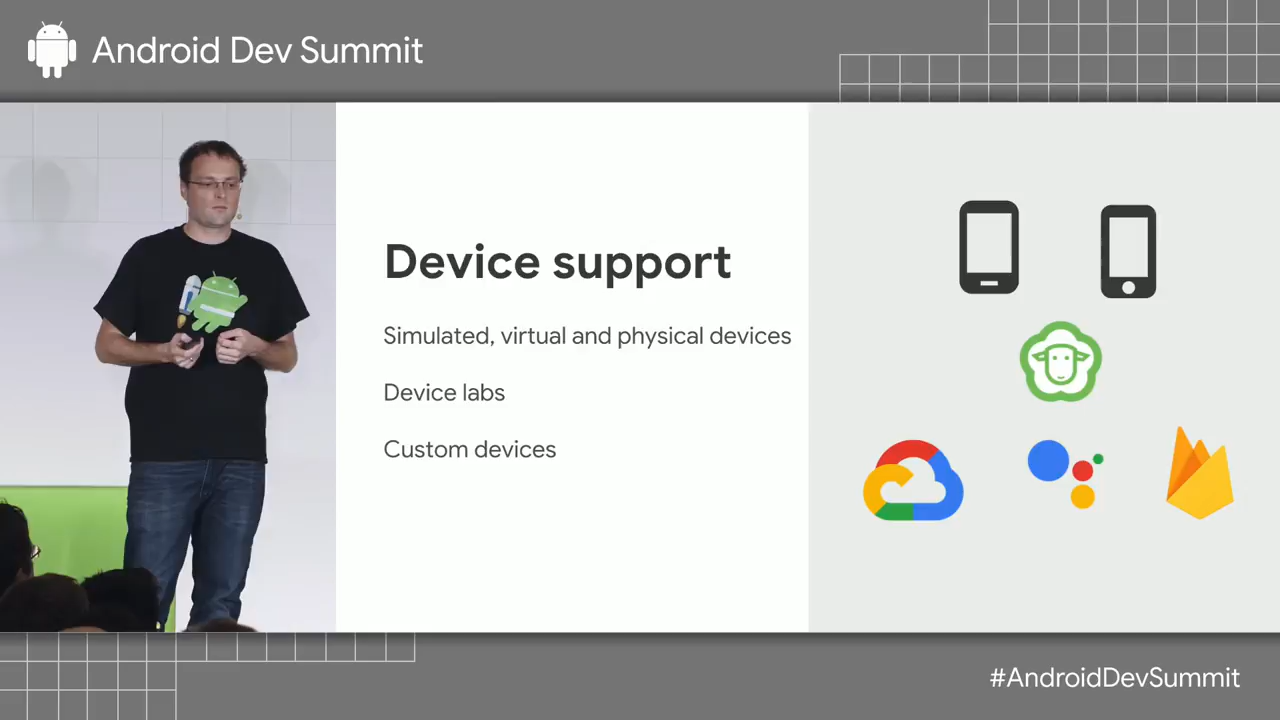 Android Dev Summit
Device support
Simulated, virtual and physical devices
Device labs
Custom devices
#AndroidDevSummit